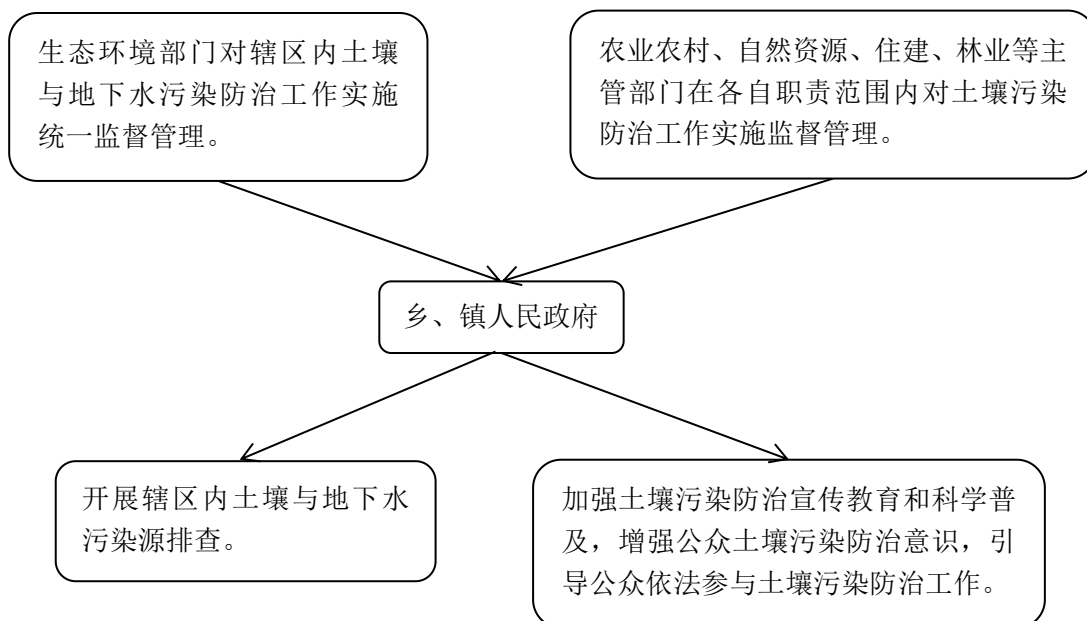 生态环境部门对辖区内土壤
与地下水污染防治工作实施
统一监督管理。
农业农村、自然资源、住建、林业等主
管部门在各自职责范围内对土壤污染
防治工作实施监督管理。
乡、镇人民政府
开展辖区内土壤与地下水
污染源排查。
加强土壤污染防治宣传教育和科学普
及，增强公众土壤污染防治意识，引
导公众依法参与土壤污染防治工作。